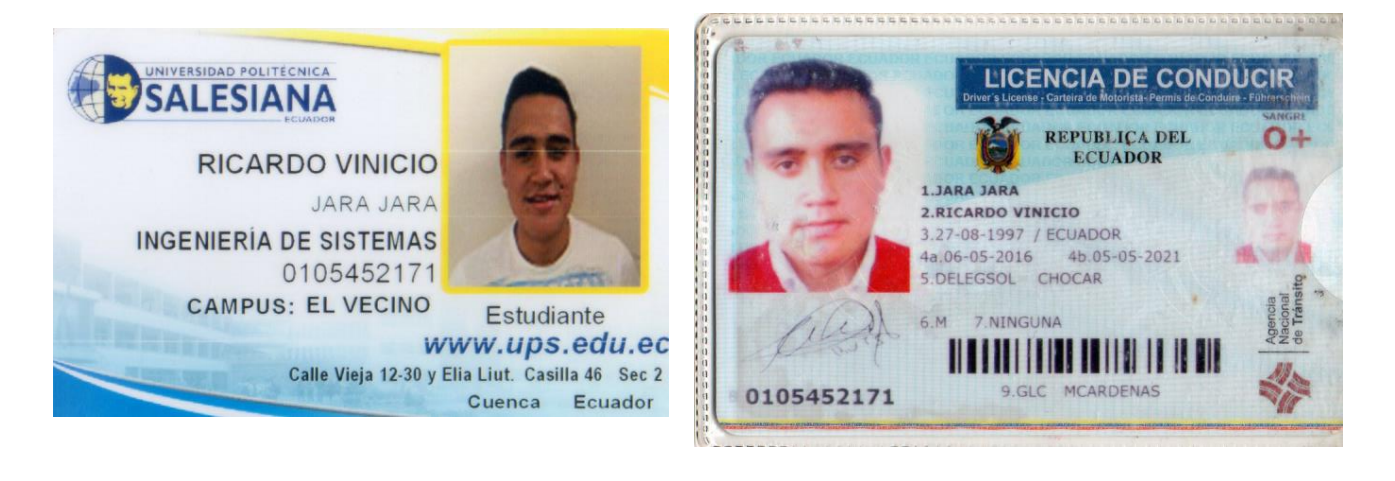 UNIVERSIDAD POLITÉCNICA
SALESIANA
ECUADOR
RICARDO VINICIO
JARA JARA
INGENIERÍA DE SISTEMAS
0105452171
CAMPUS: EL VECINO
Estudiante
www.ups.edu.ec
Calle Vieja 12-30 y Elia Liut. Casilla 46 Sec 2
Cuenca Ecuador
LICENCIA DE CONDUCIR
Driver's License - Carteira de Motorista - Permis de Conduire - Führerschein
SANGRE
O+
REPUBLICA DEL
ECUADOR
1.JARA JARA
2.RICARDO VINICIO
3.27-08-1997 / ECUADOR
4a.06-05-2016 4b.05-05-2021
5.DELEGSOL CHOCAR
6.M 7.NINGUNA
9.GLC MCARDENAS
0105452171
Agencia
Nacional
de Tránsito